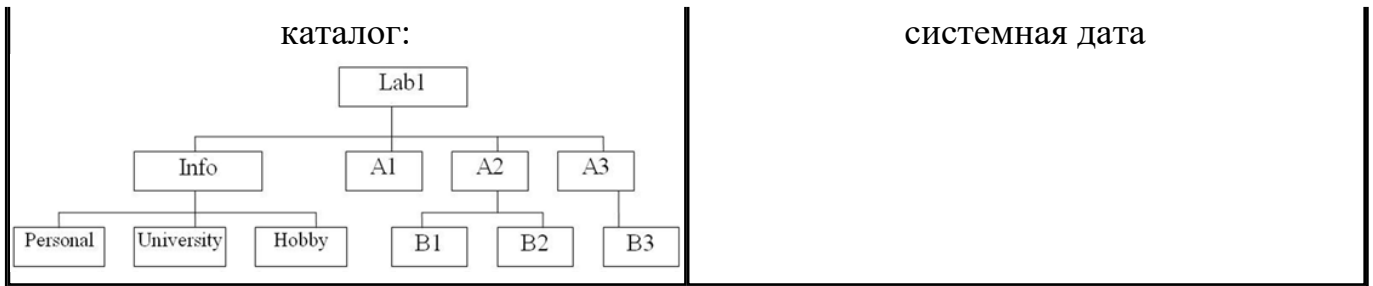 каталог:
системная дата
Lab1
Info A1 A2 A3
Personal University Hobby B1 B2 B3